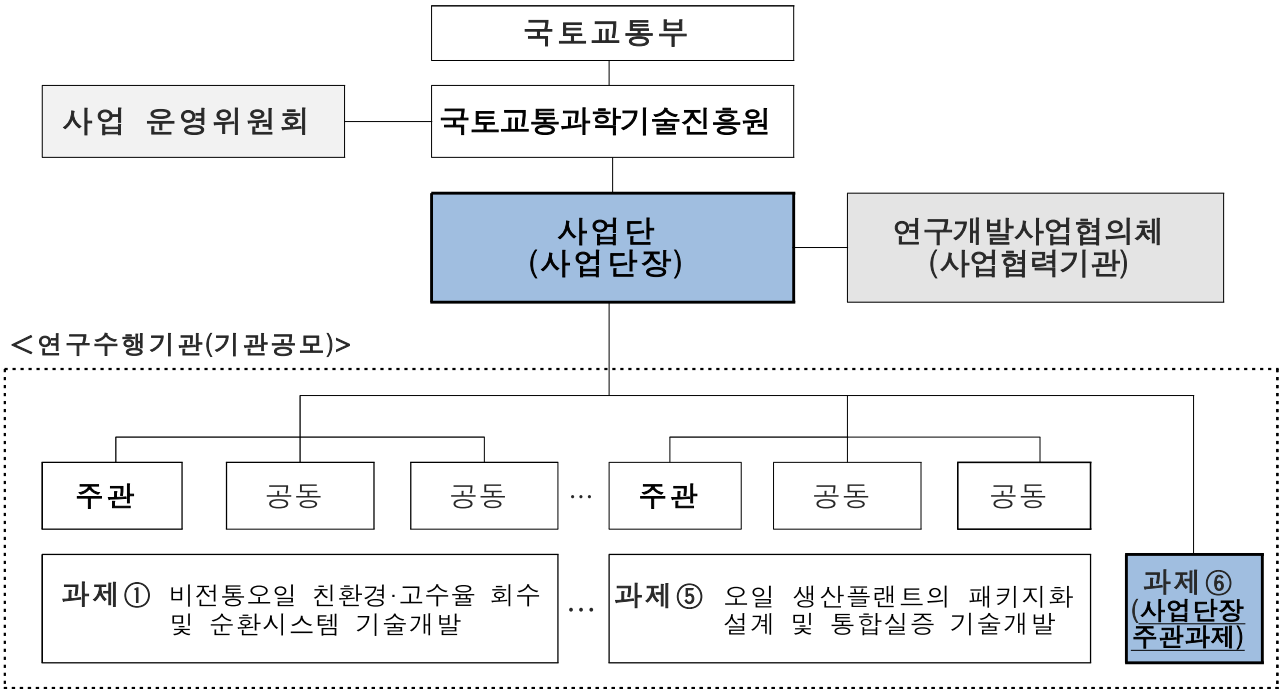 국토교통부
사업 운영위원회
국토교통과학기술진흥원
사업단
(사업단장)
연구개발사업협의체
(사업협력기관)
<연구수행기관(기관공모)>
주관
공동
공동
...
주관
공동
공동
과제① 비전통오일 친환경·고수율 회수
및 순환시스템 기술개발
...
과제⑤ 오일 생산플랜트의 패키지화
설계 및 통합실증 기술개발
과제⑥
(사업단장
주관과제)